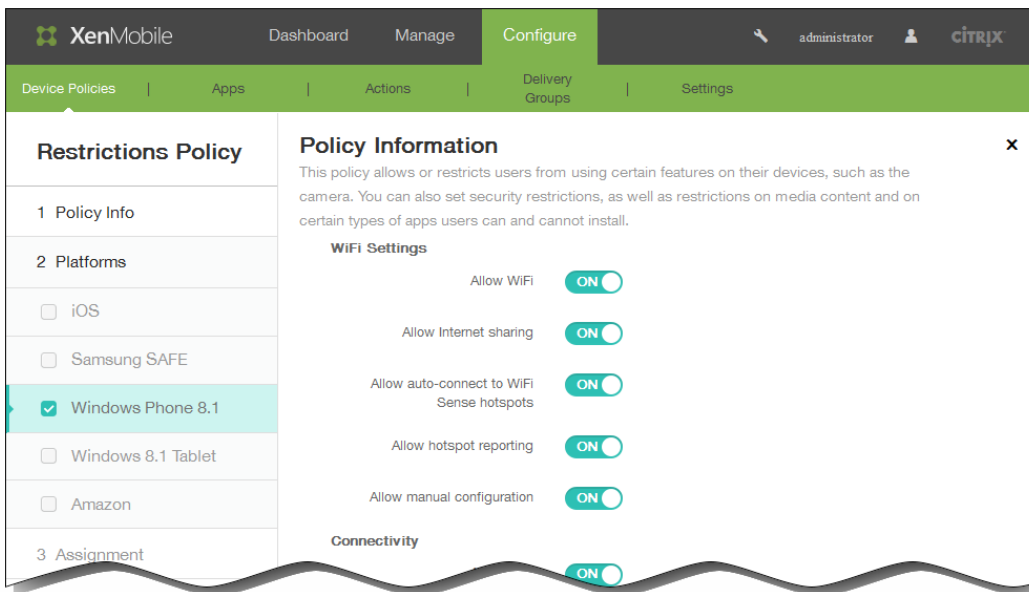 XenMobile Dashboard Manage Configure administrator CİTRIX
Device Policies | Apps | Actions | Delivery Groups | Settings
Restrictions Policy
1 Policy Info
2 Platforms
iOS
Samsung SAFE
Windows Phone 8.1
Windows 8.1 Tablet
Amazon
3 Assignment
Policy Information
This policy allows or restricts users from using certain features on their devices, such as the
camera. You can also set security restrictions, as well as restrictions on media content and on
certain types of apps users can and cannot install.
WiFi Settings
Allow WiFi ON
Allow Internet sharing ON
Allow auto-connect to WiFi
Sense hotspots ON
Allow hotspot reporting ON
Allow manual configuration ON
Connectivity
ON